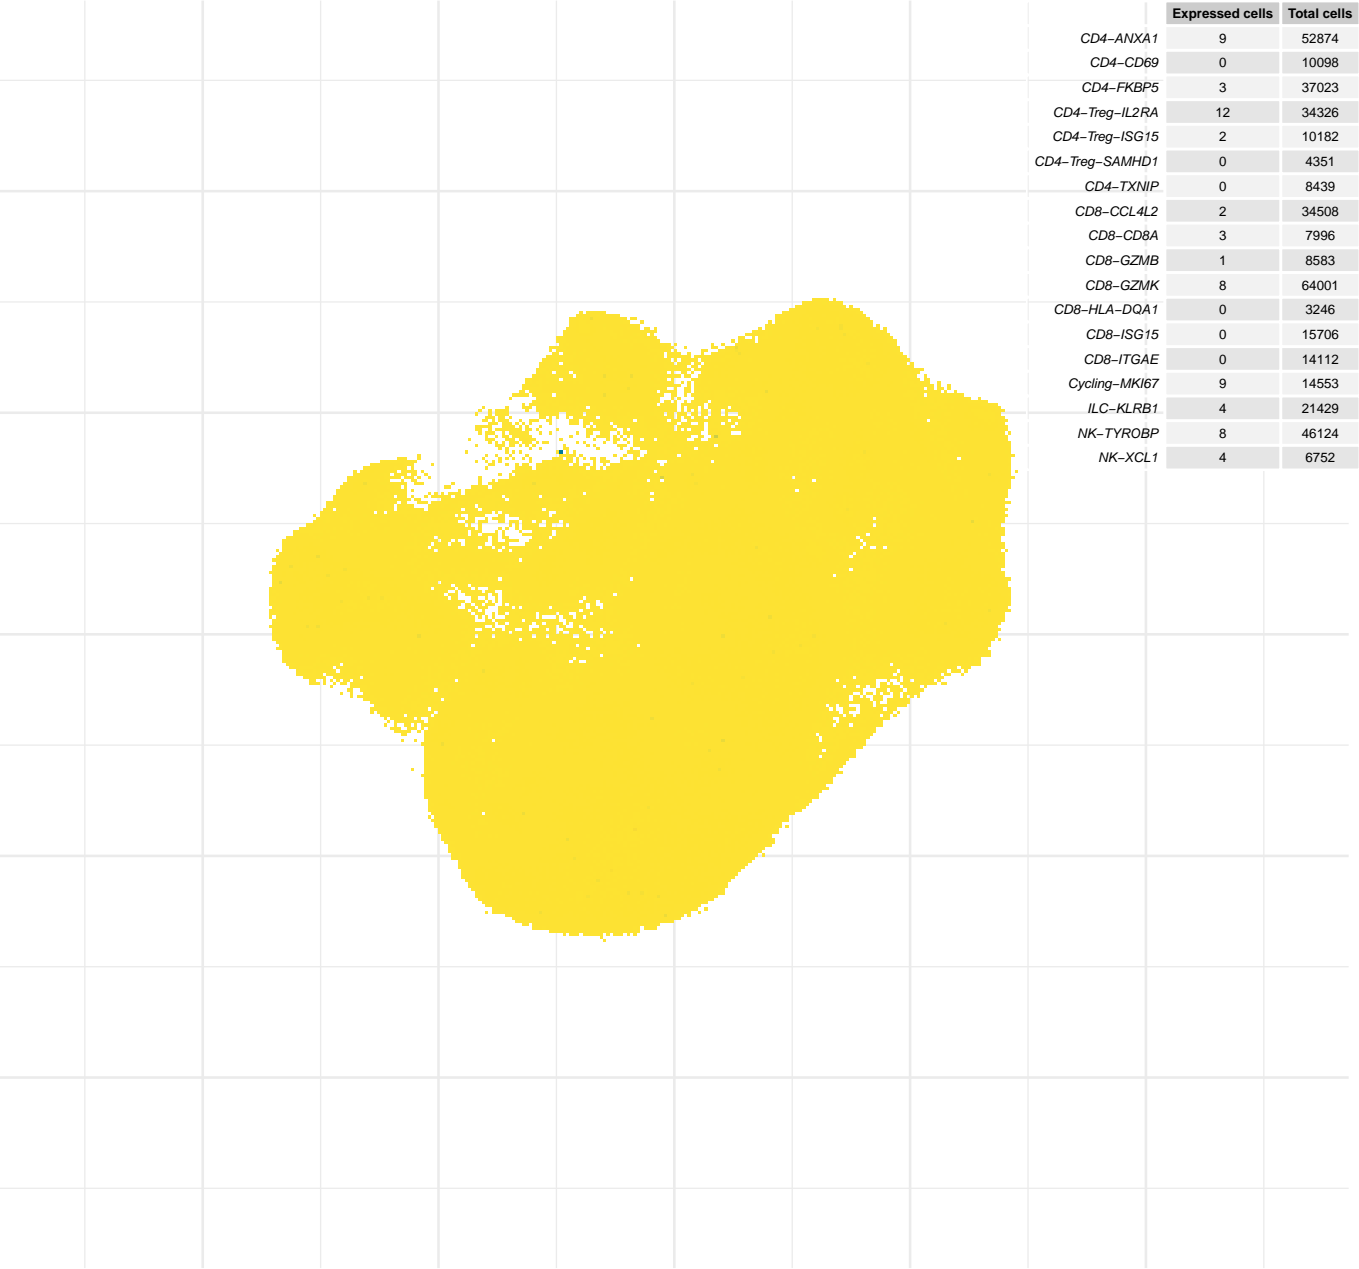 Expressed cells Total cells
CD4−ANXA1 9 52874
CD4−CD69 0 10098
CD4−FKBP5 3 37023
CD4−Treg−IL2RA 12 34326
CD4−Treg−ISG15 2 10182
CD4−Treg−SAMHD1 0 4351
CD4−TXNIP 0 8439
CD8−CCL4L2 2 34508
CD8−CD8A 3 7996
CD8−GZMB 1 8583
CD8−GZMK 8 64001
CD8−HLA−DQA1 0 3246
CD8−ISG15 0 15706
CD8−ITGAE 0 14112
Cycling−MKI67 9 14553
ILC−KLRB1 4 21429
NK−TYROBP 8 46124
NK−XCL1 4 6752